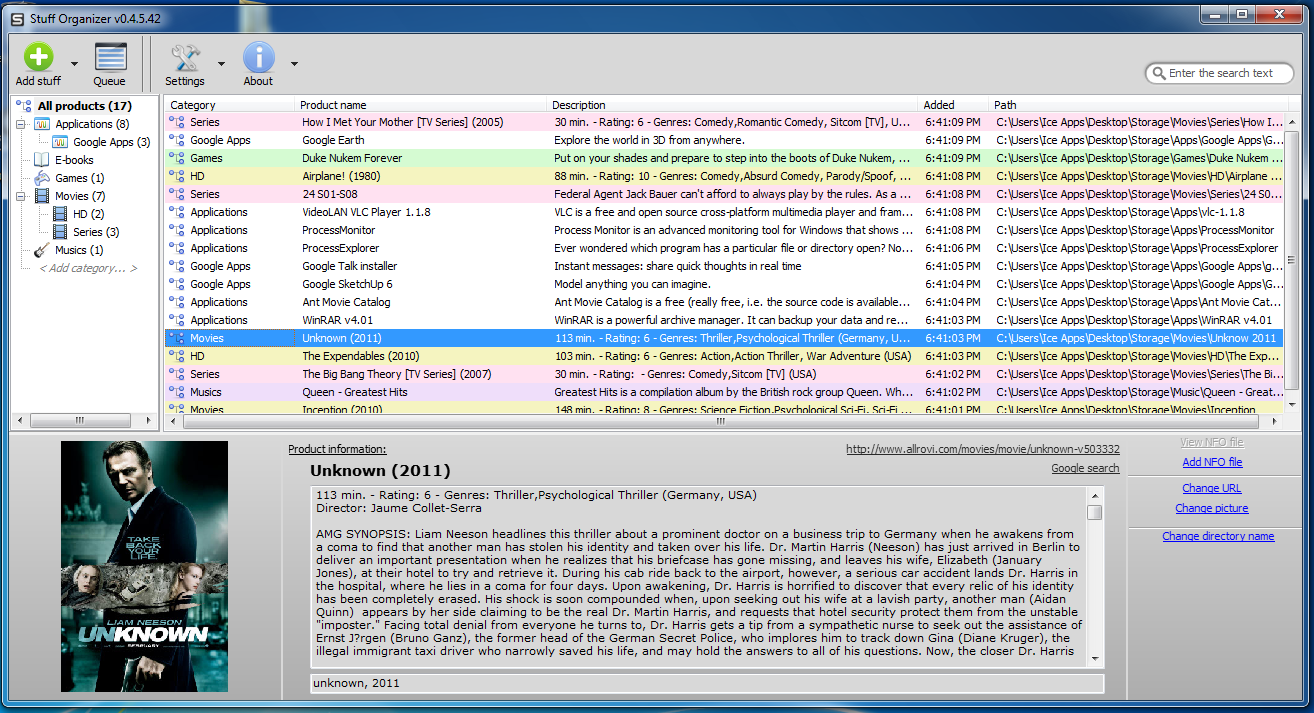 Stuff Organizer v0.4.5.42
Add stuff Queue Settings About
Enter the search text
All products (17)
Applications (8)
Google Apps (3)
E-books
Games (1)
Movies (7)
HD (2)
Series (3)
Musics (1)
< Add category... >
Category Product name Description Added Path
Series How I Met Your Mother [TV Series] (2005) 30 min. - Rating: 6 - Genres: Comedy,Romantic Comedy, Sitcom [TV], U... 6:41:09 PM C:\Users\Ice Apps\Desktop\Storage\Movies\Series\How I...
Google Apps Google Earth Explore the world in 3D from anywhere. 6:41:09 PM C:\Users\Ice Apps\Desktop\Storage\Apps\Google Apps\G...
Games Duke Nukem Forever Put on your shades and prepare to step into the boots of Duke Nukem, ... 6:41:09 PM C:\Users\Ice Apps\Desktop\Storage\Games\Duke Nukem ...
HD Airplane! (1980) 88 min. - Rating: 10 - Genres: Comedy,Absurd Comedy, Parody/Spoof, ... 6:41:09 PM C:\Users\Ice Apps\Desktop\Storage\Movies\HD\Airplane ...
Series 24 S01-S08 Federal Agent Jack Bauer can't afford to always play by the rules. As a ... 6:41:08 PM C:\Users\Ice Apps\Desktop\Storage\Movies\Series\24 S0...
Applications VideoLAN VLC Player 1.1.8 VLC is a free and open source cross-platform multimedia player and fram... 6:41:08 PM C:\Users\Ice Apps\Desktop\Storage\Apps\vlc-1.1.8
Applications ProcessMonitor Process Monitor is an advanced monitoring tool for Windows that shows ... 6:41:08 PM C:\Users\Ice Apps\Desktop\Storage\Apps\ProcessMonitor
Applications ProcessExplorer Ever wondered which program has a particular file or directory open? No... 6:41:06 PM C:\Users\Ice Apps\Desktop\Storage\Apps\ProcessExplorer
Google Apps Google Talk installer Instant messages: share quick thoughts in real time 6:41:05 PM C:\Users\Ice Apps\Desktop\Storage\Apps\Google Apps\g...
Google Apps Google SketchUp 6 Model anything you can imagine. 6:41:04 PM C:\Users\Ice Apps\Desktop\Storage\Apps\Google Apps\G...
Applications Ant Movie Catalog Ant Movie Catalog is a free (really free, i.e. the source code is available... 6:41:04 PM C:\Users\Ice Apps\Desktop\Storage\Apps\Ant Movie Cat...
Applications WinRAR v4.01 WinRAR is a powerful archive manager. It can backup your data and re... 6:41:03 PM C:\Users\Ice Apps\Desktop\Storage\Apps\WinRAR v4.01
Movies Unknown (2011) 113 min. - Rating: 6 - Genres: Thriller,Psychological Thriller (Germany, U... 6:41:03 PM C:\Users\Ice Apps\Desktop\Storage\Movies\Unknow 2011
HD The Expendables (2010) 103 min. - Rating: 6 - Genres: Action,Action Thriller, War Adventure (USA) 6:41:03 PM C:\Users\Ice Apps\Desktop\Storage\Movies\HD\The Exp...
Series The Big Bang Theory [TV Series] (2007) 30 min. - Rating:  - Genres: Comedy,Sitcom [TV] (USA) 6:41:02 PM C:\Users\Ice Apps\Desktop\Storage\Movies\Series\The Bi...
Musics Queen - Greatest Hits Greatest Hits is a compilation album by the British rock group Queen. Wh... 6:41:02 PM C:\Users\Ice Apps\Desktop\Storage\Music\Queen - Great...
Movies Inception (2010) 148 min. - Rating: 8 - Genres: Science Fiction,Psychological Sci-Fi, Sci-Fi ... 6:41:01 PM C:\Users\Ice Apps\Desktop\Storage\Movies\Inception
TAKE
BACK YOUR
LIFE.
LIAM NEESON
UNKNOWN
FEBRUARY
Product information:
http://www.allrovi.com/movies/movie/unknown-v503332
Unknown (2011)
Google search
113 min. - Rating: 6 - Genres: Thriller,Psychological Thriller (Germany, USA)
Director: Jaume Collet-Serra
AMG SYNOPSIS: Liam Neeson headlines this thriller about a prominent doctor on a business trip to Germany when he awakens from
a coma to find that another man has stolen his identity and taken over his life. Dr. Martin Harris (Neeson) has just arrived in Berlin to
deliver an important presentation when he realizes that his briefcase has gone missing, and leaves his wife, Elizabeth (January
Jones), at their hotel to try and retrieve it. During his cab ride back to the airport, however, a serious car accident lands Dr. Harris in
the hospital, where he lies in a coma for four days. Upon awakening, Dr. Harris is horrified to discover that every relic of his identity
has been completely erased. His shock is soon compounded when, upon seeking out his wife at a lavish party, another man (Aidan
Quinn)  appears by her side claiming to be the real Dr. Martin Harris, and requests that hotel security protect them from the unstable
"imposter." Facing total denial from everyone he turns to, Dr. Harris gets a tip from a sympathetic nurse to seek out the assistance of
Ernst J?rgen (Bruno Ganz), the former head of the German Secret Police, who implores him to track down Gina (Diane Kruger), the
illegal immigrant taxi driver who narrowly saved his life, and may hold the answers to all of his questions. Now, the closer Dr. Harris
unknown, 2011
View NFO file
Add NFO file
Change URL
Change picture
Change directory name